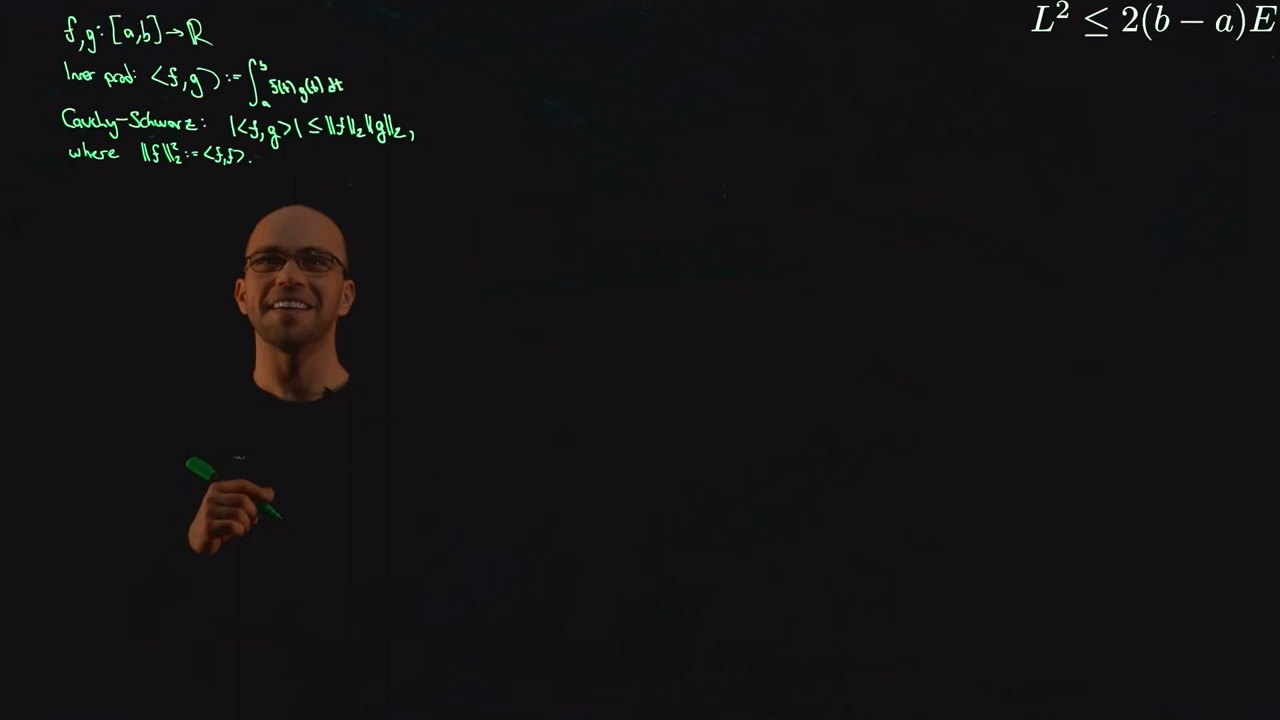 f,g: [a,b] → ℝ
Inner prod: <f,g> := ∫_a^b f(t) g(t) dt
Cauchy-Schwarz: |<f,g>| ≤ ‖f‖₂‖g‖₂,
where ‖f‖₂² := <f,f>.
L² ≤ 2(b − a)E